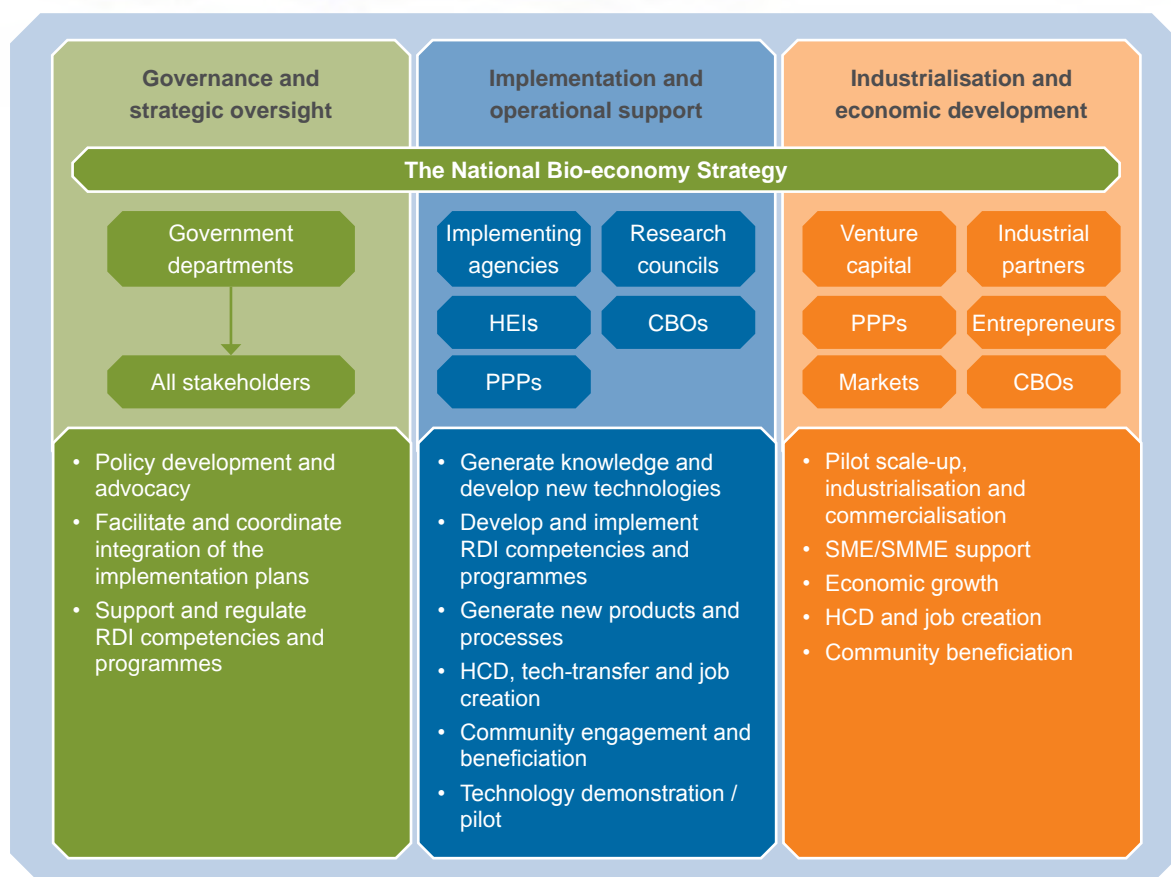 Governance and
strategic oversight
Implementation and
operational support
Industrialisation and
economic development
The National Bio-economy Strategy
Government
departments
All stakeholders
Implementing
agencies
Research
councils
HEIs
CBOs
PPPs
Venture
capital
Industrial
partners
PPPs
Entrepreneurs
Markets
CBOs
• Policy development and
advocacy
• Facilitate and coordinate
integration of the
implementation plans
• Support and regulate
RDI competencies and
programmes
• Generate knowledge and
develop new technologies
• Develop and implement
RDI competencies and
programmes
• Generate new products and
processes
• HCD, tech-transfer and job
creation
• Community engagement and
beneficiation
• Technology demonstration /
pilot
• Pilot scale-up,
industrialisation and
commercialisation
• SME/SMME support
• Economic growth
• HCD and job creation
• Community beneficiation